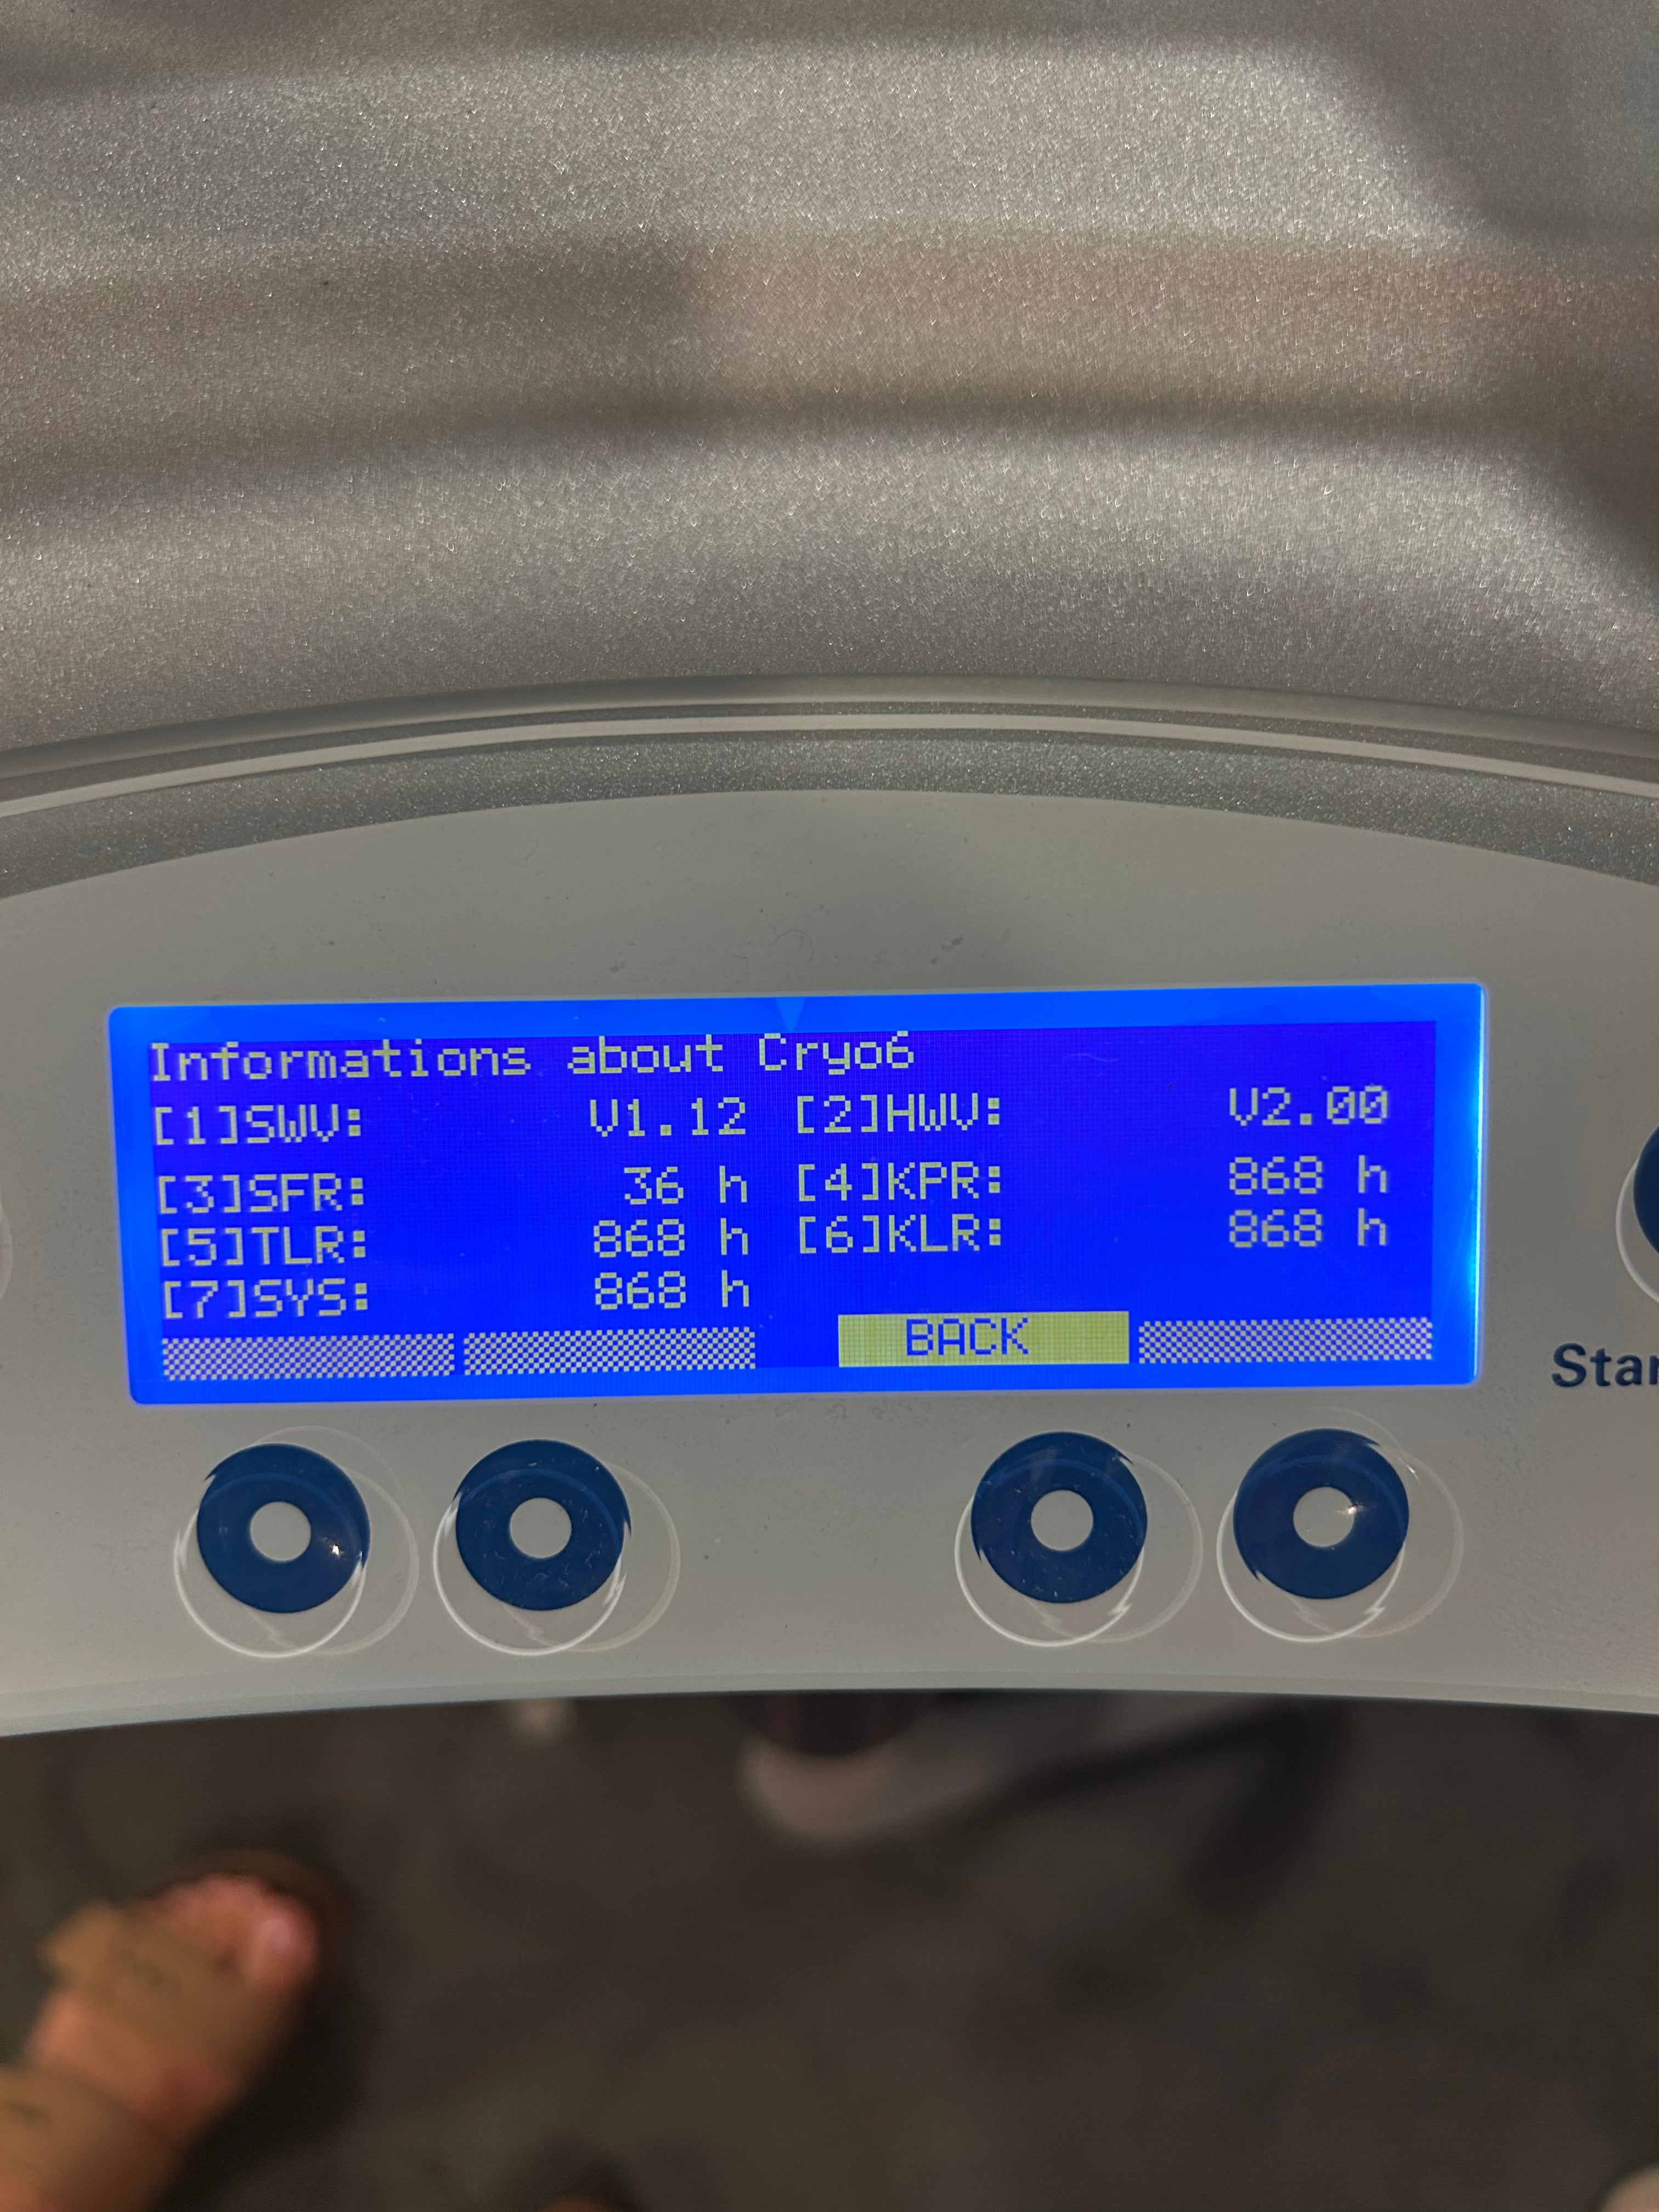 Informations about Cryo6
[1]SWV: V1.12 [2]HWV: V2.00
[3]SFR: 36 h [4]KPR: 868 h
[5]TLR: 868 h [6]KLR: 868 h
[7]SYS: 868 h
BACK